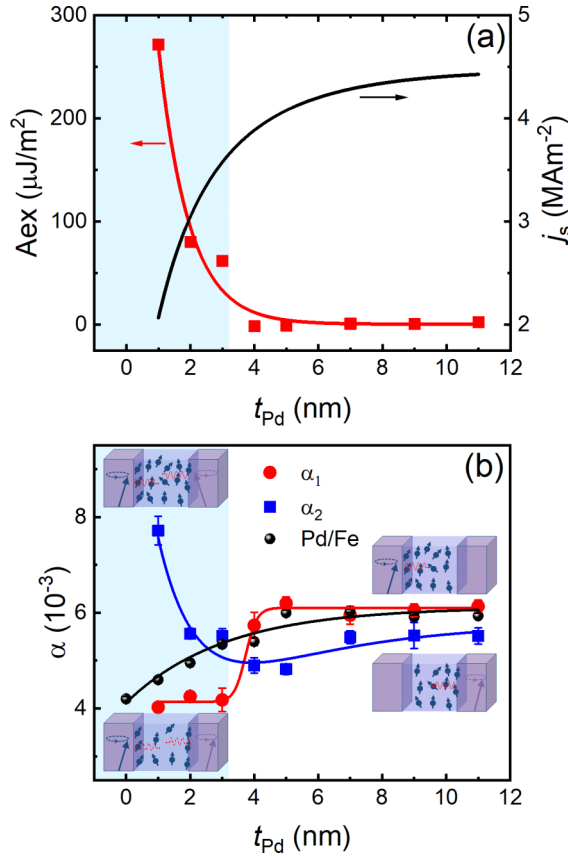 (a)
300
200
100
0
Aex (μJ/m²)
5
4
3
2
jₛ (MAm⁻²)
0 2 4 6 8 10 12
t_Pd (nm)
(b)
α₁
α₂
Pd/Fe
8
6
4
α (10⁻³)
0 2 4 6 8 10 12
t_Pd (nm)